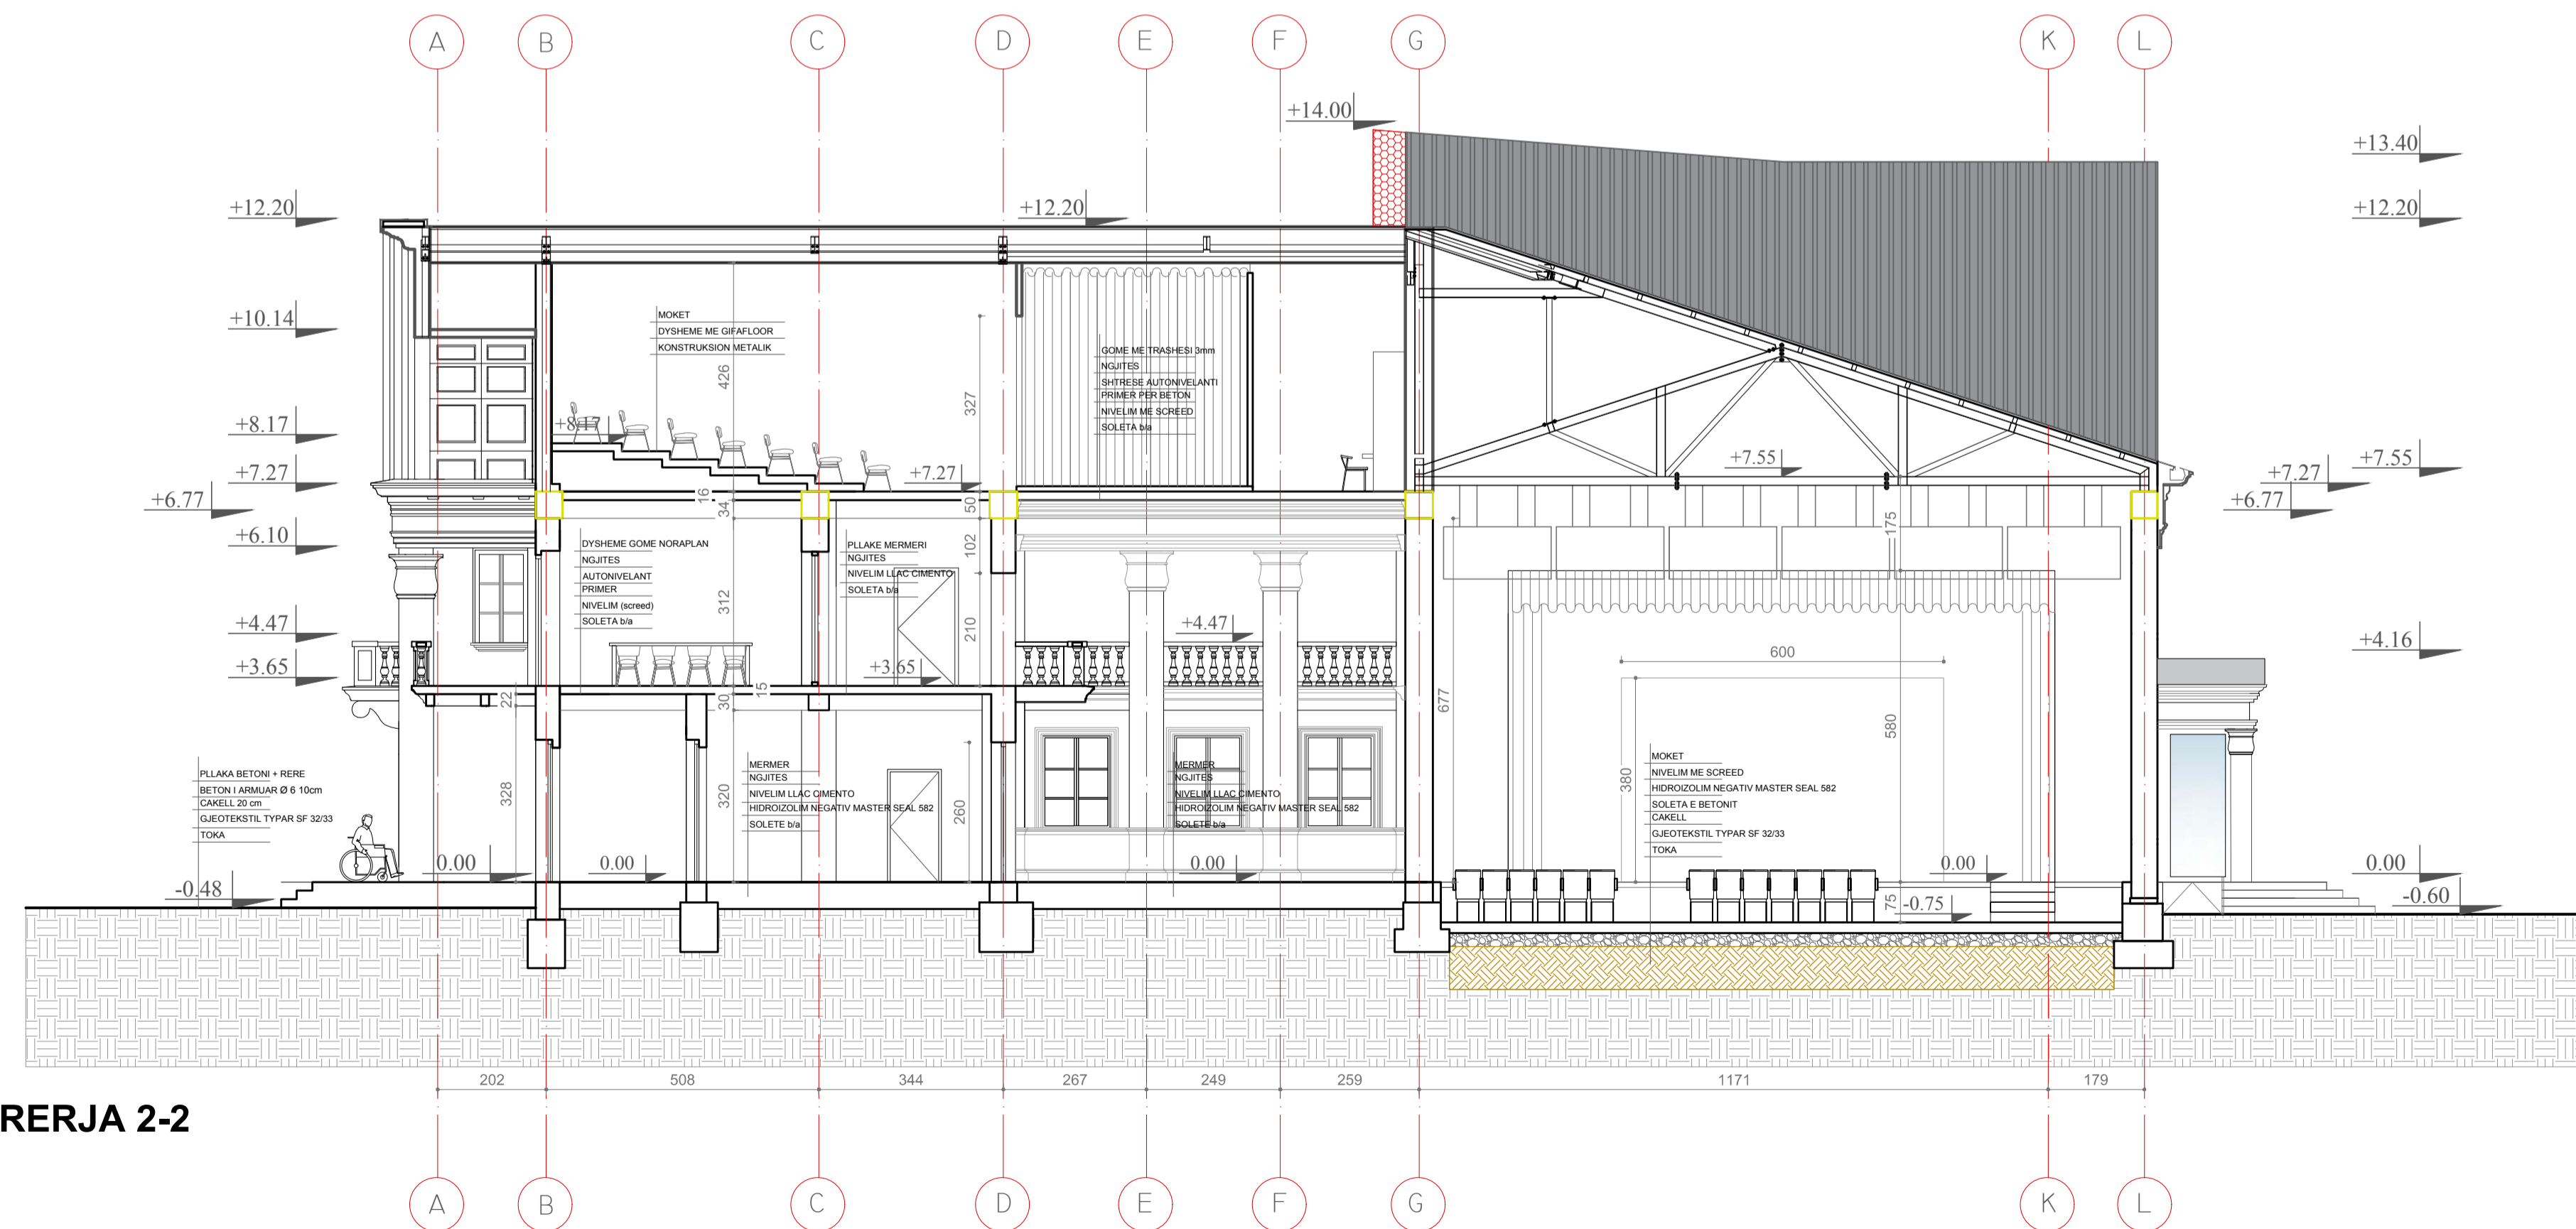 A B C D E F G K L
+14.00
+13.40
+12.20 +12.20 +12.20
+10.14
MOKET
DYSHEME ME GIFAFLOOR
KONSTRUKSION METALIK
426
327
GOME ME TRASHESI 3mm
NGJITES
SHTRESE AUTONIVELANTI
PRIMER PER BETON
NIVELIM ME SCREED
SOLETA b/a
+8.17 +8.17
+7.27 +7.27 +7.55 +7.27 +7.55
+6.77 +6.77
16
34
50
175
+6.10
102
DYSHEME GOME NORAPLAN
NGJITES
AUTONIVELANT
PRIMER
NIVELIM (screed)
SOLETA b/a
312
PLLAKE MERMERI
NGJITES
NIVELIM LLAC CIMENTO
SOLETA b/a
210
+4.47 +4.47
+4.16
+3.65 +3.65
600
22
30
15
677
580
380
328
320
260
PLLAKA BETONI + RERE
BETON I ARMUAR Ø 6 10cm
CAKELL 20 cm
GJEOTEKSTIL TYPAR SF 32/33
TOKA
MERMER
NGJITES
NIVELIM LLAC CIMENTO
HIDROIZOLIM NEGATIV MASTER SEAL 582
SOLETE b/a
MERMER
NGJITES
NIVELIM LLAC CIMENTO
HIDROIZOLIM NEGATIV MASTER SEAL 582
SOLETE b/a
MOKET
NIVELIM ME SCREED
HIDROIZOLIM NEGATIV MASTER SEAL 582
SOLETA E BETONIT
CAKELL
GJEOTEKSTIL TYPAR SF 32/33
TOKA
0.00 0.00 0.00 0.00 0.00
-0.48 75 -0.75 -0.60
202 508 344 267 249 259 1171 179
RERJA 2-2
A B C D E F G K L